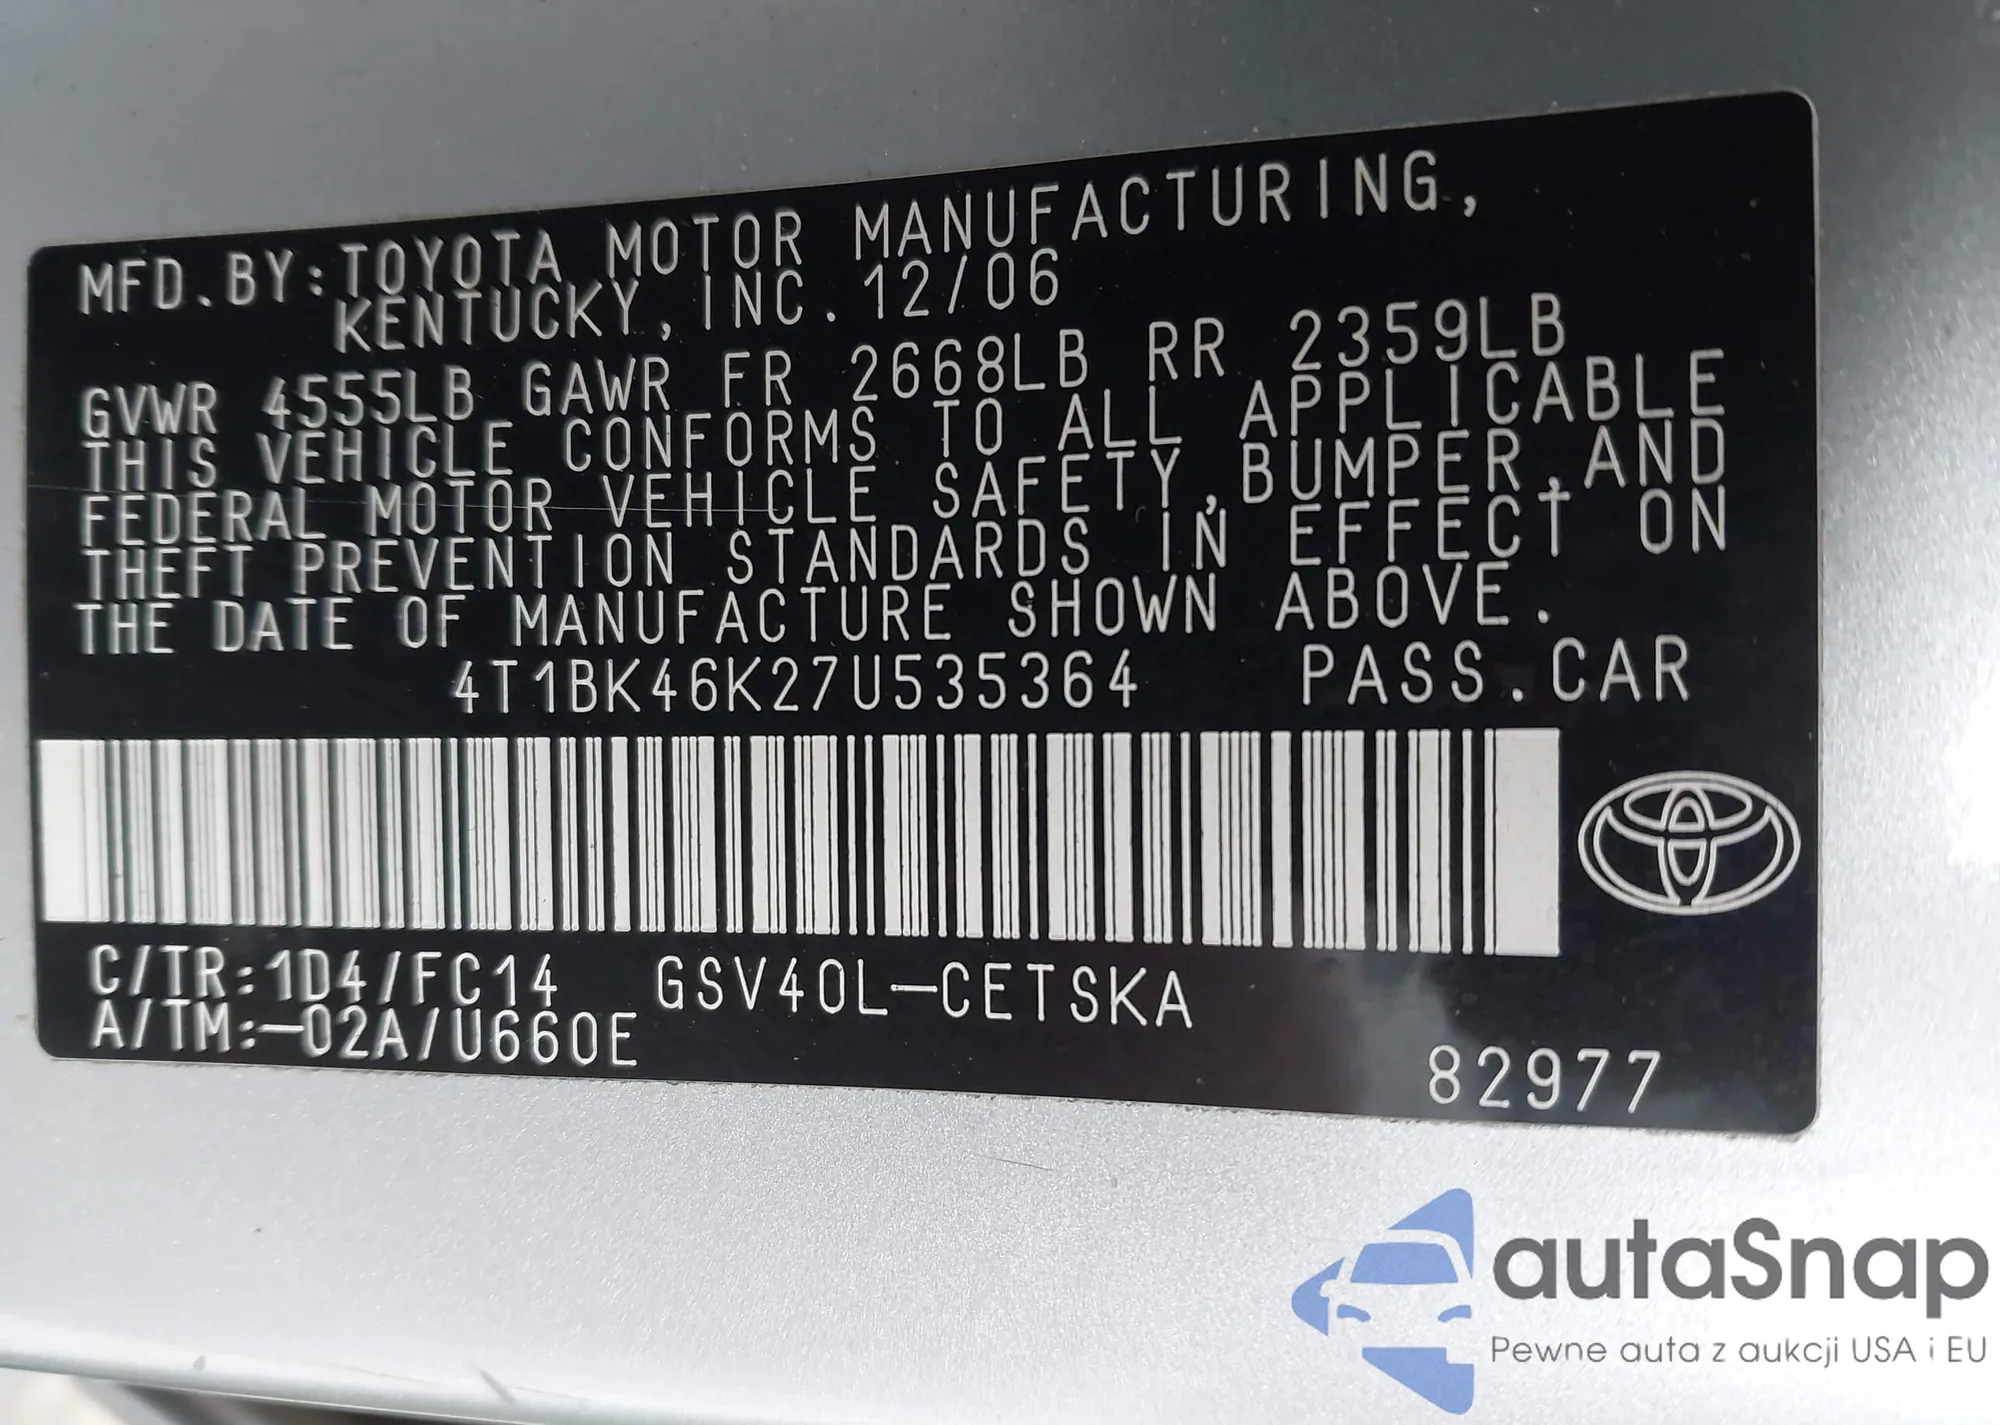 MFD.BY:TOYOTA MOTOR MANUFACTURING,
KENTUCKY, INC. 12/06
GVWR 4555LB GAWR FR 2668LB RR 2359LB
THIS VEHICLE CONFORMS TO ALL APPLICABLE
FEDERAL MOTOR VEHICLE SAFETY, BUMPER, AND
THEFT PREVENTION STANDARDS IN EFFECT ON
THE DATE OF MANUFACTURE SHOWN ABOVE.
4T1BK46K27U535364 PASS.CAR
C/TR:1D4/FC14 GSV40L-CETSKA
A/TM:-02A/U660E
82977
autaSnap
Pewne auta z aukcji USA i EU